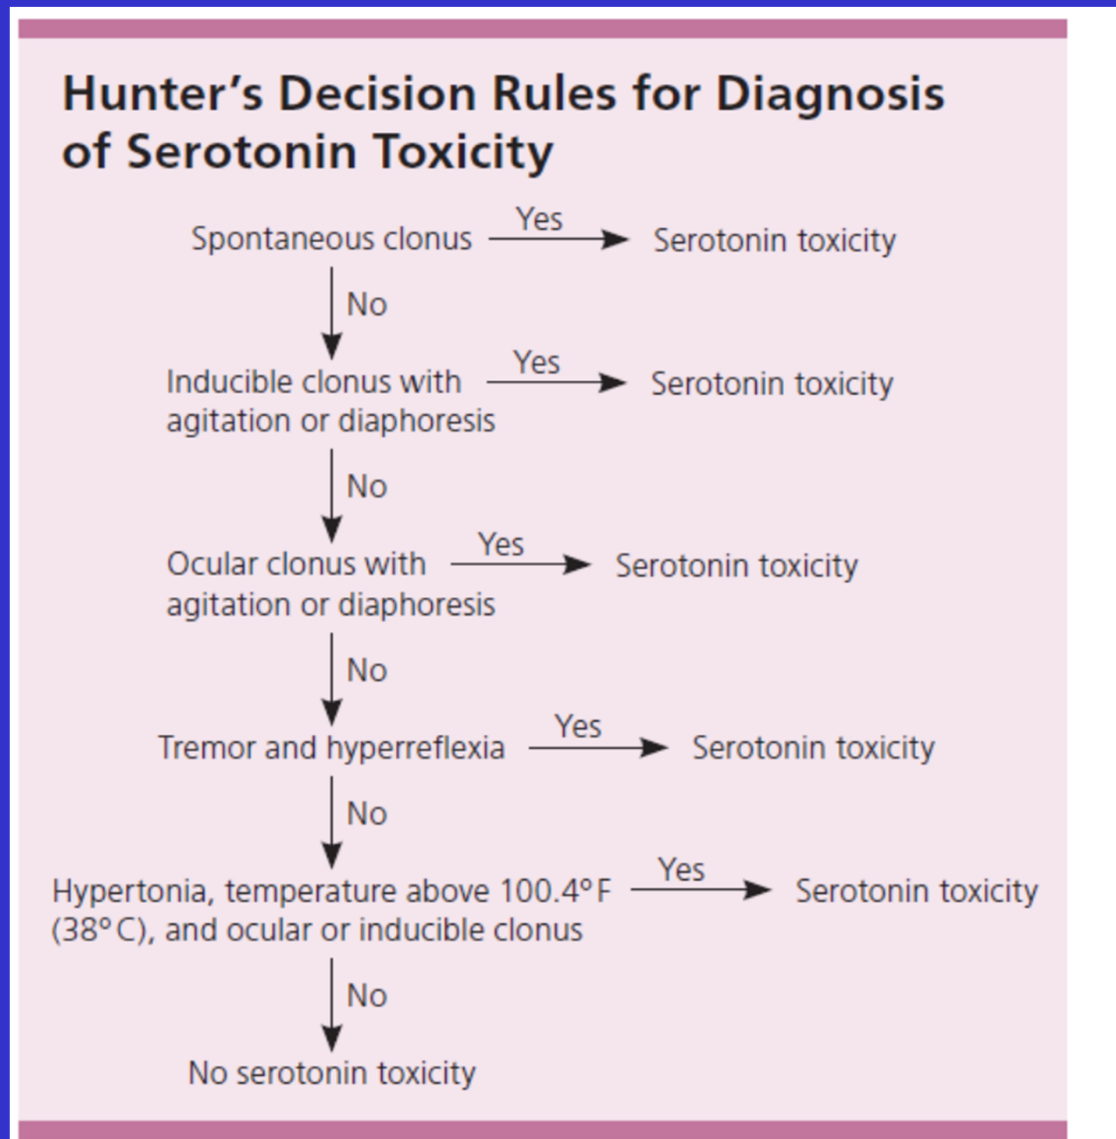 Hunter's Decision Rules for Diagnosis
of Serotonin Toxicity
Yes
Spontaneous clonus
Serotonin toxicity
No
Yes
Inducible clonus with
Serotonin toxicity
agitation or diaphoresis
No
Yes
Ocular clonus with
Serotonin toxicity
agitation or diaphoresis
No
Yes
Tremor and hyperreflexia
Serotonin toxicity
No
Yes
Hypertonia, temperature above 100.4° F
Serotonin toxicity
(38° C), and ocular or inducible clonus
No
No serotonin toxicity